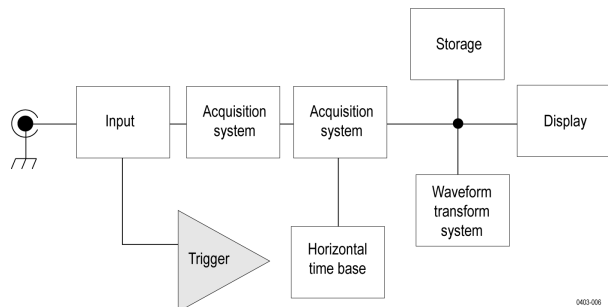 Storage
Input
Acquisition
system
Acquisition
system
Display
Waveform
transform
system
Trigger
Horizontal
time base
0403-006